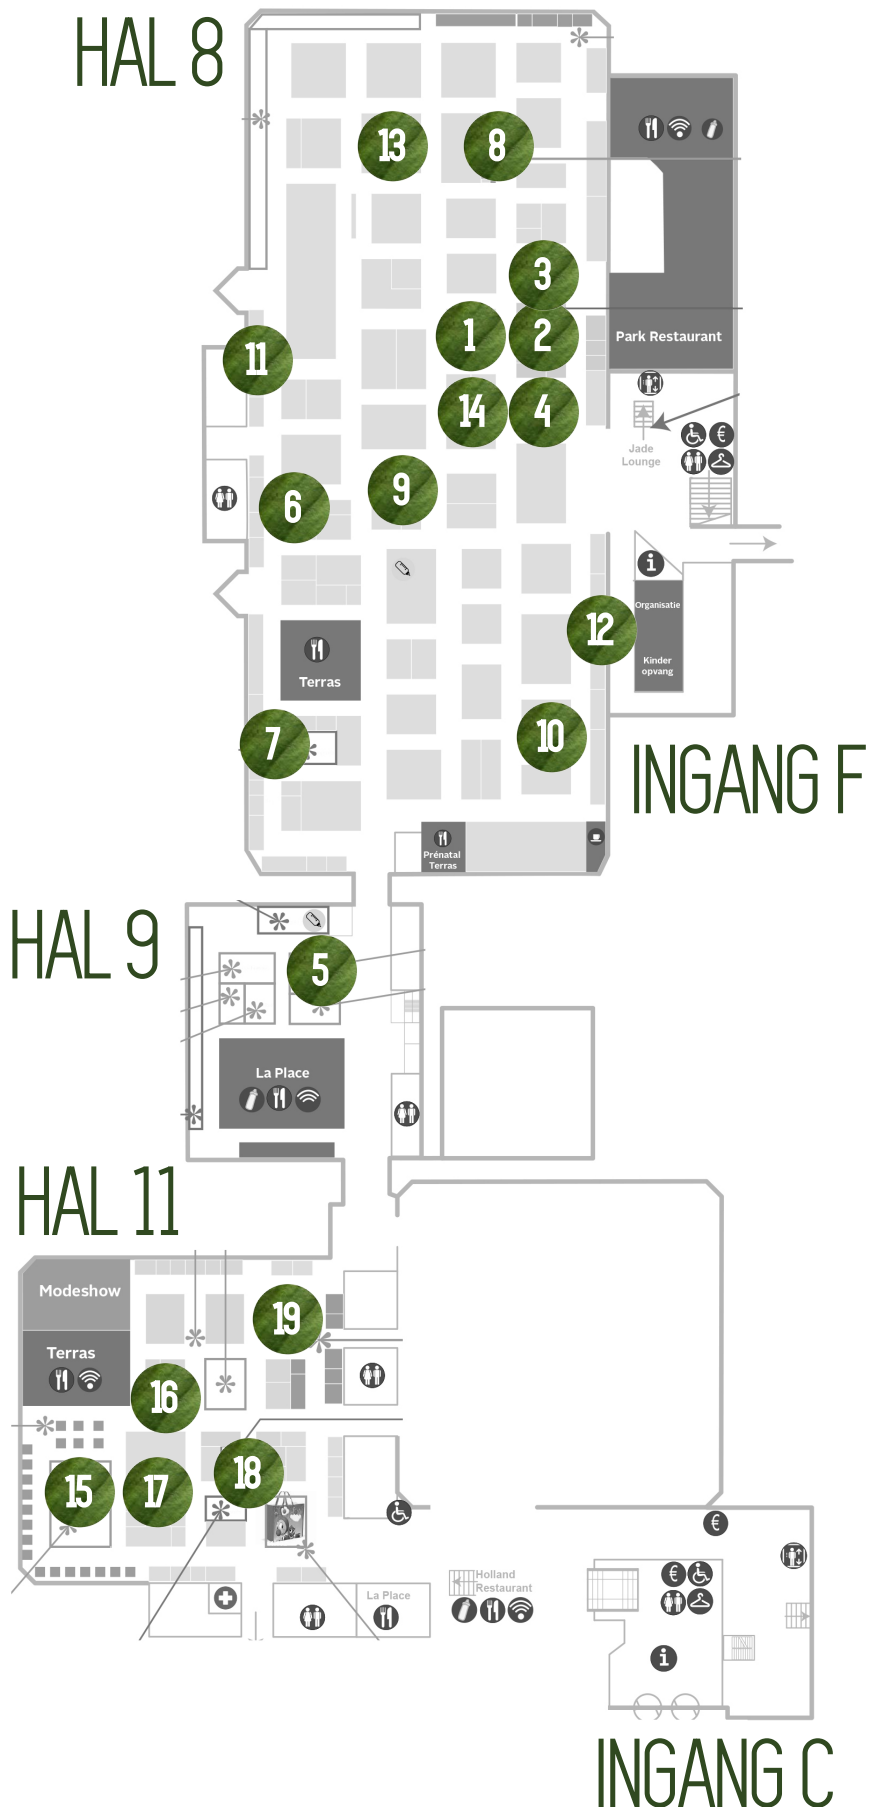 HAL 8
13
8
3
Park Restaurant
1
2
11
14
4
Jade
Lounge
€
9
6
i
Organisatie
12
Kinder
opvang
Terras
7
10
INGANG F
Prénatal
Terras
HAL 9
5
La Place
HAL 11
Modeshow
19
Terras
16
18
15
17
€
Holland
Restaurant
La Place
€
i
INGANG C